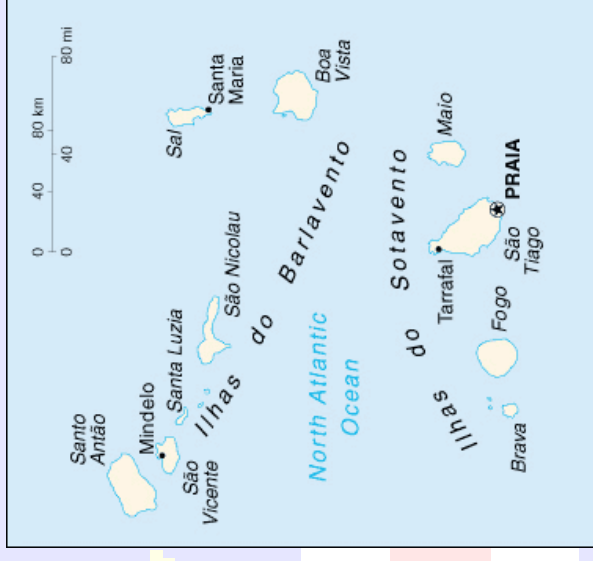 0 40 80 km
0 40 80 mi
Santo
Antão
Mindelo
São
Vicente
Santa Luzia
São Nicolau
Sal
Santa
Maria
Boa
Vista
Ilhas do Barlavento
North Atlantic
Ocean
Ilhas do Sotavento
Maio
Tarrafal
PRAIA
São
Tiago
Fogo
Brava